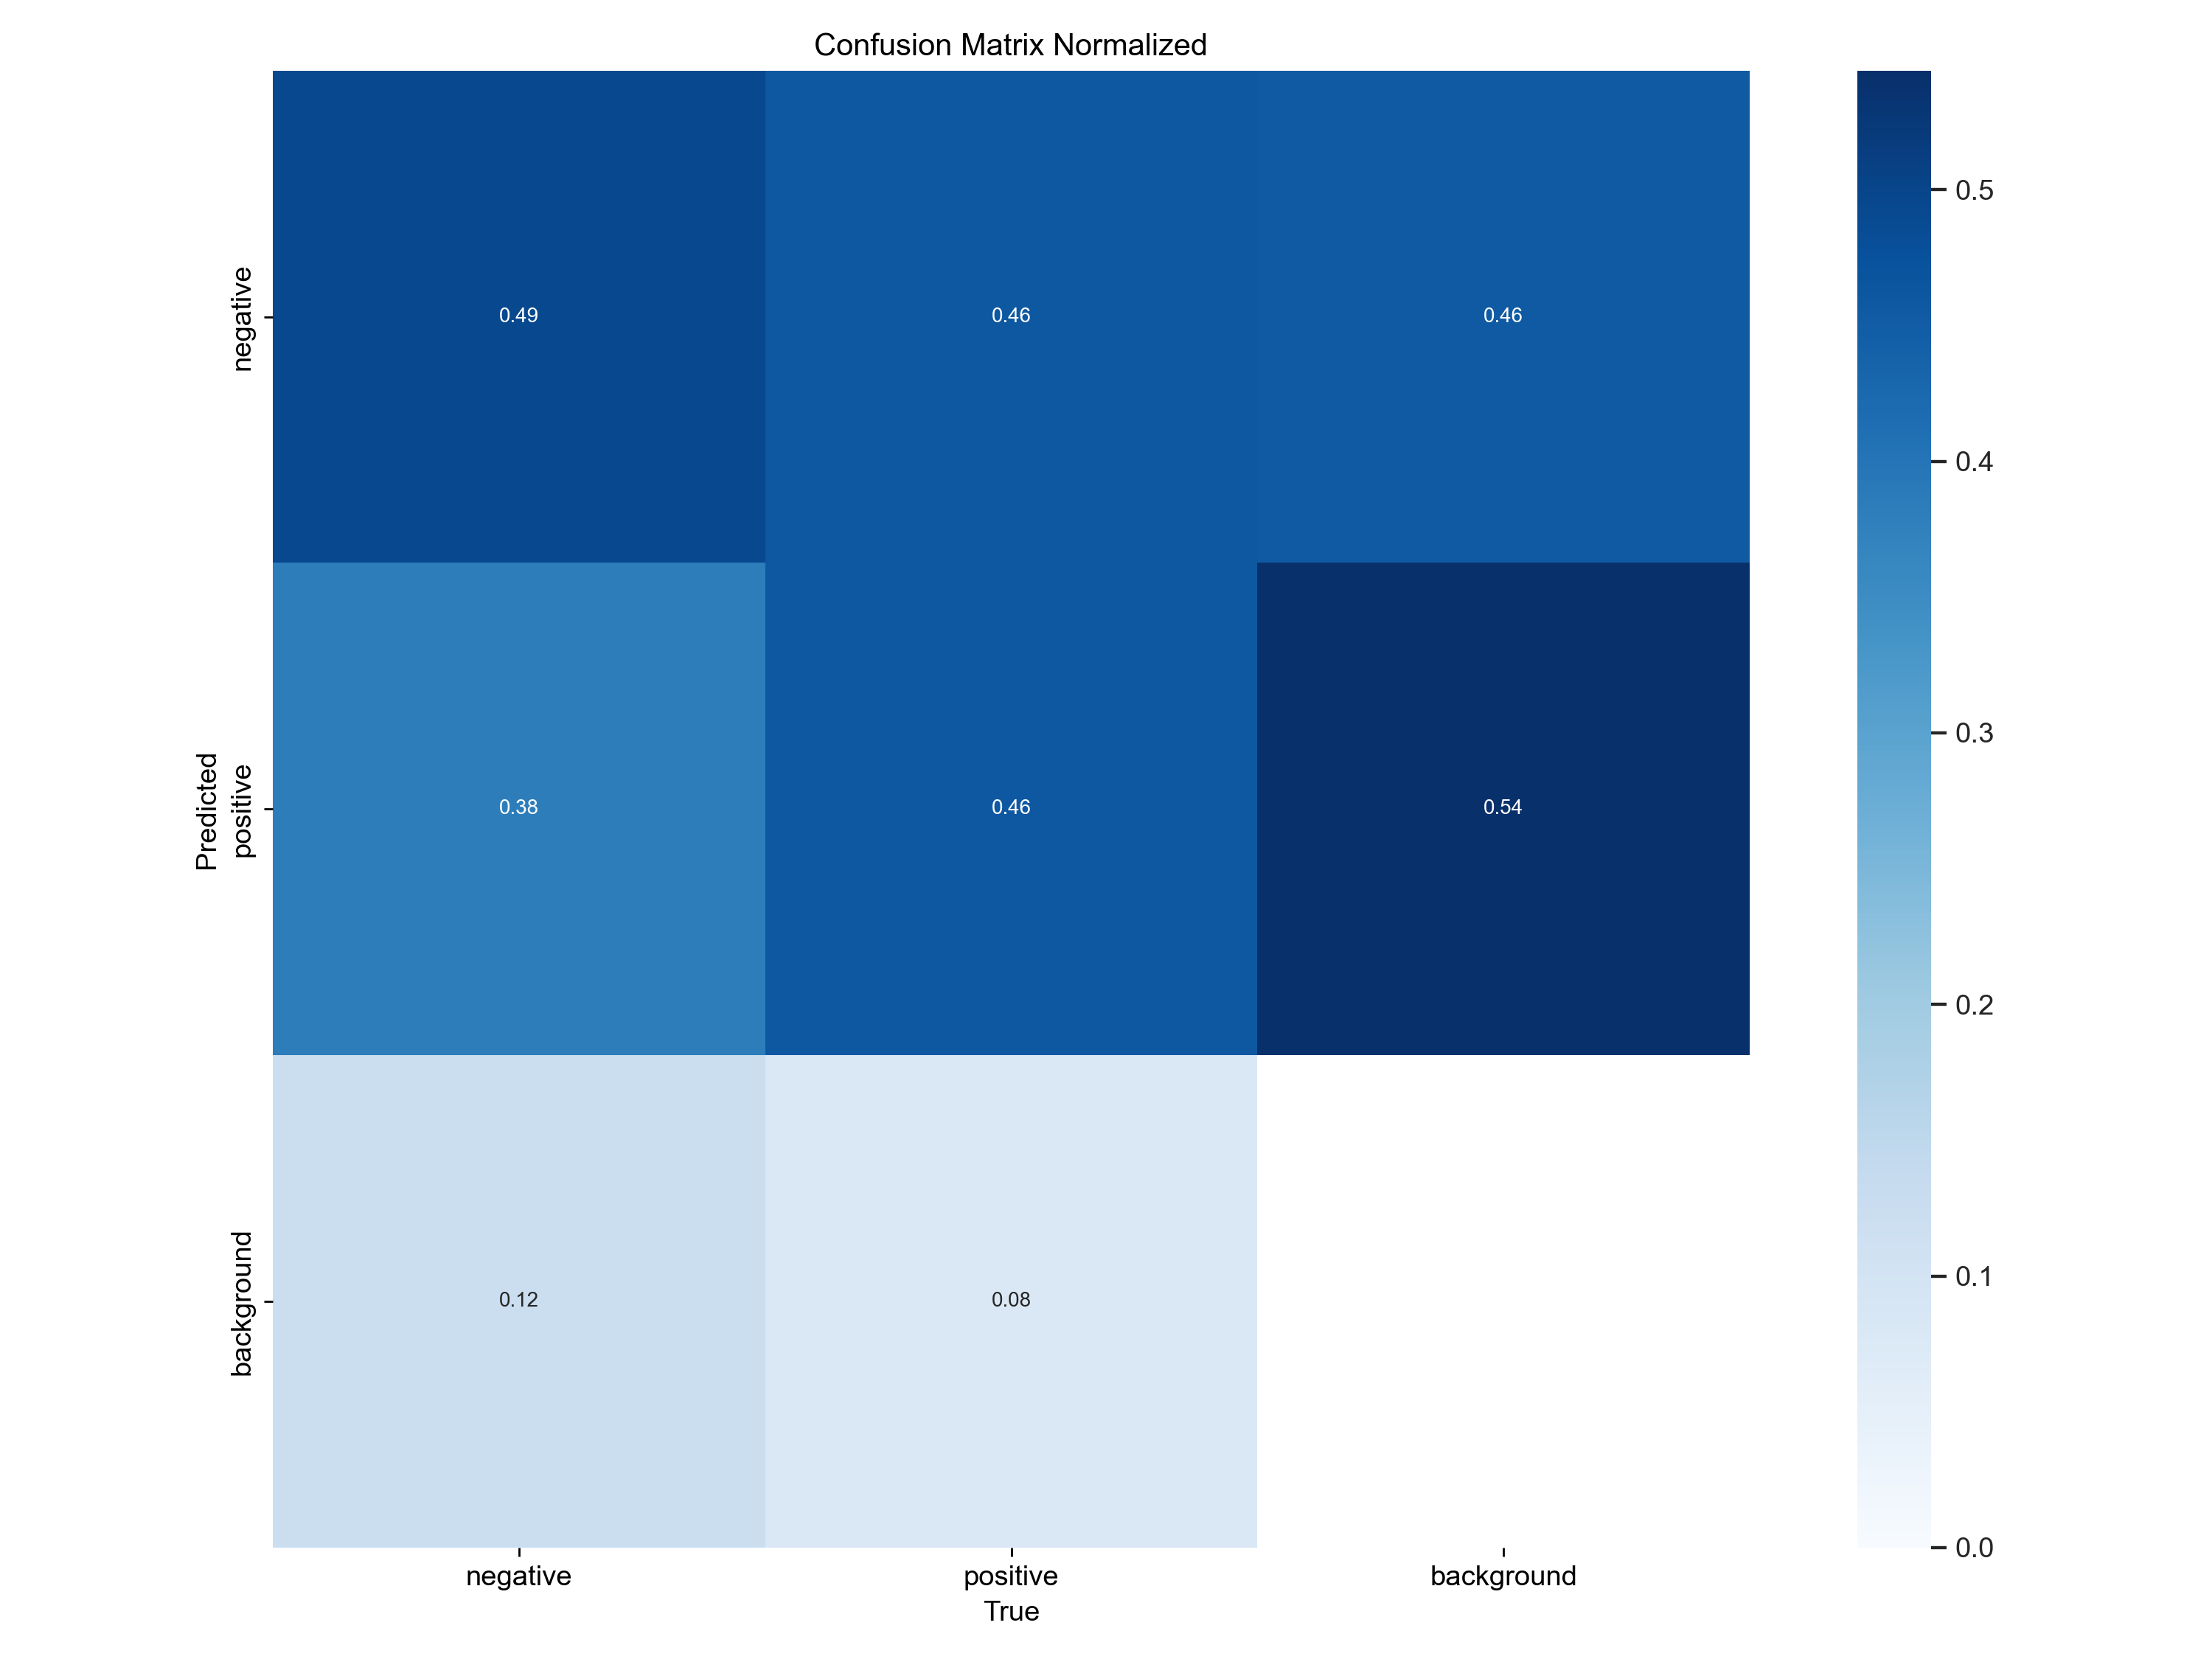 Confusion Matrix Normalized
negative
0.49
0.46
0.46
0.5
0.4
Predicted
positive
0.38
0.46
0.54
0.3
0.2
background
0.12
0.08
0.1
0.0
negative
positive
background
True